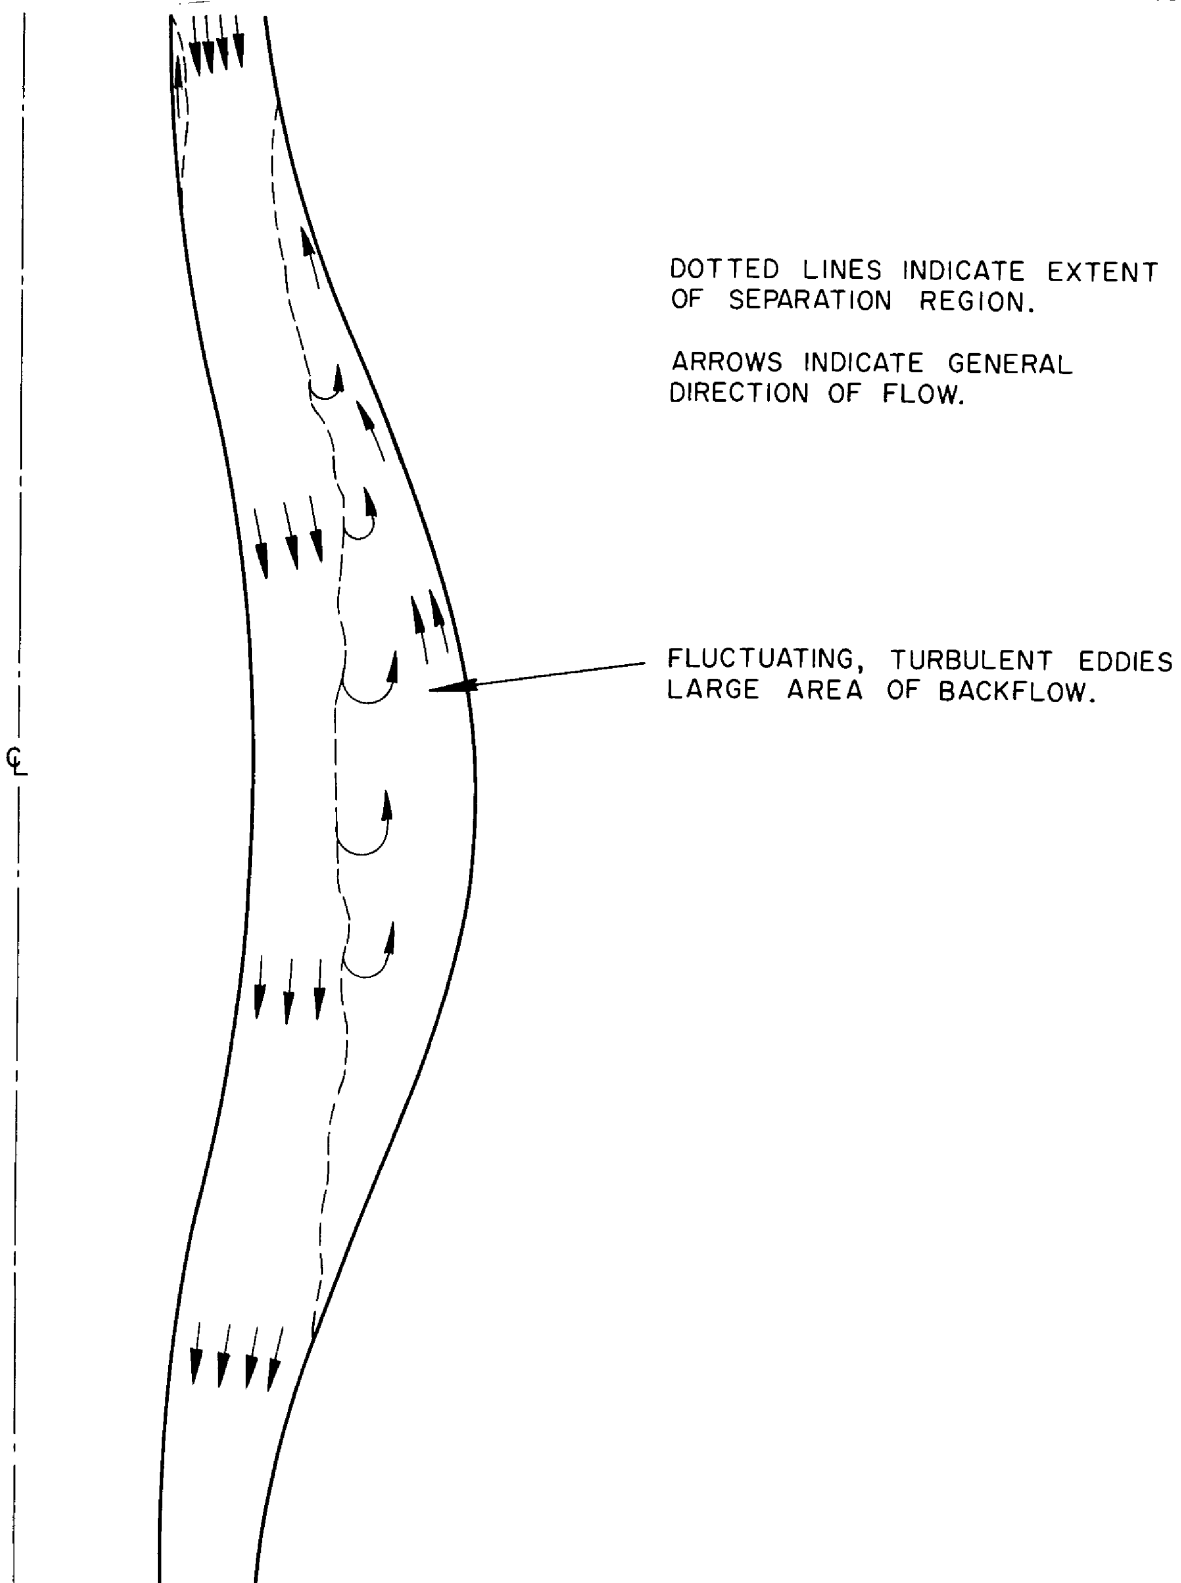 DOTTED LINES INDICATE EXTENT
OF SEPARATION REGION.
ARROWS INDICATE GENERAL
DIRECTION OF FLOW.
FLUCTUATING, TURBULENT EDDIES
LARGE AREA OF BACKFLOW.
℄